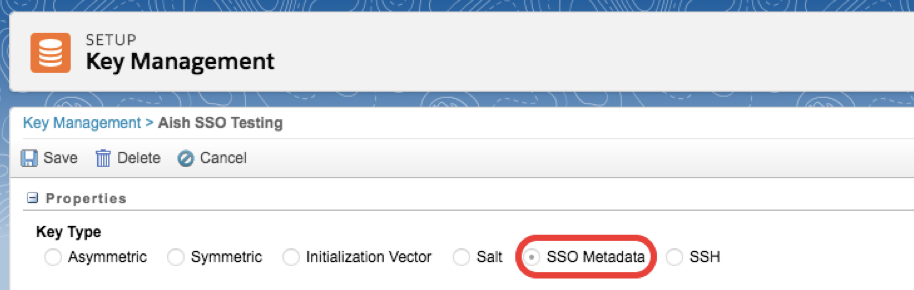 SETUP
Key Management
Key Management > Aish SSO Testing
Save Delete Cancel
Properties
Key Type
Asymmetric Symmetric Initialization Vector Salt SSO Metadata SSH